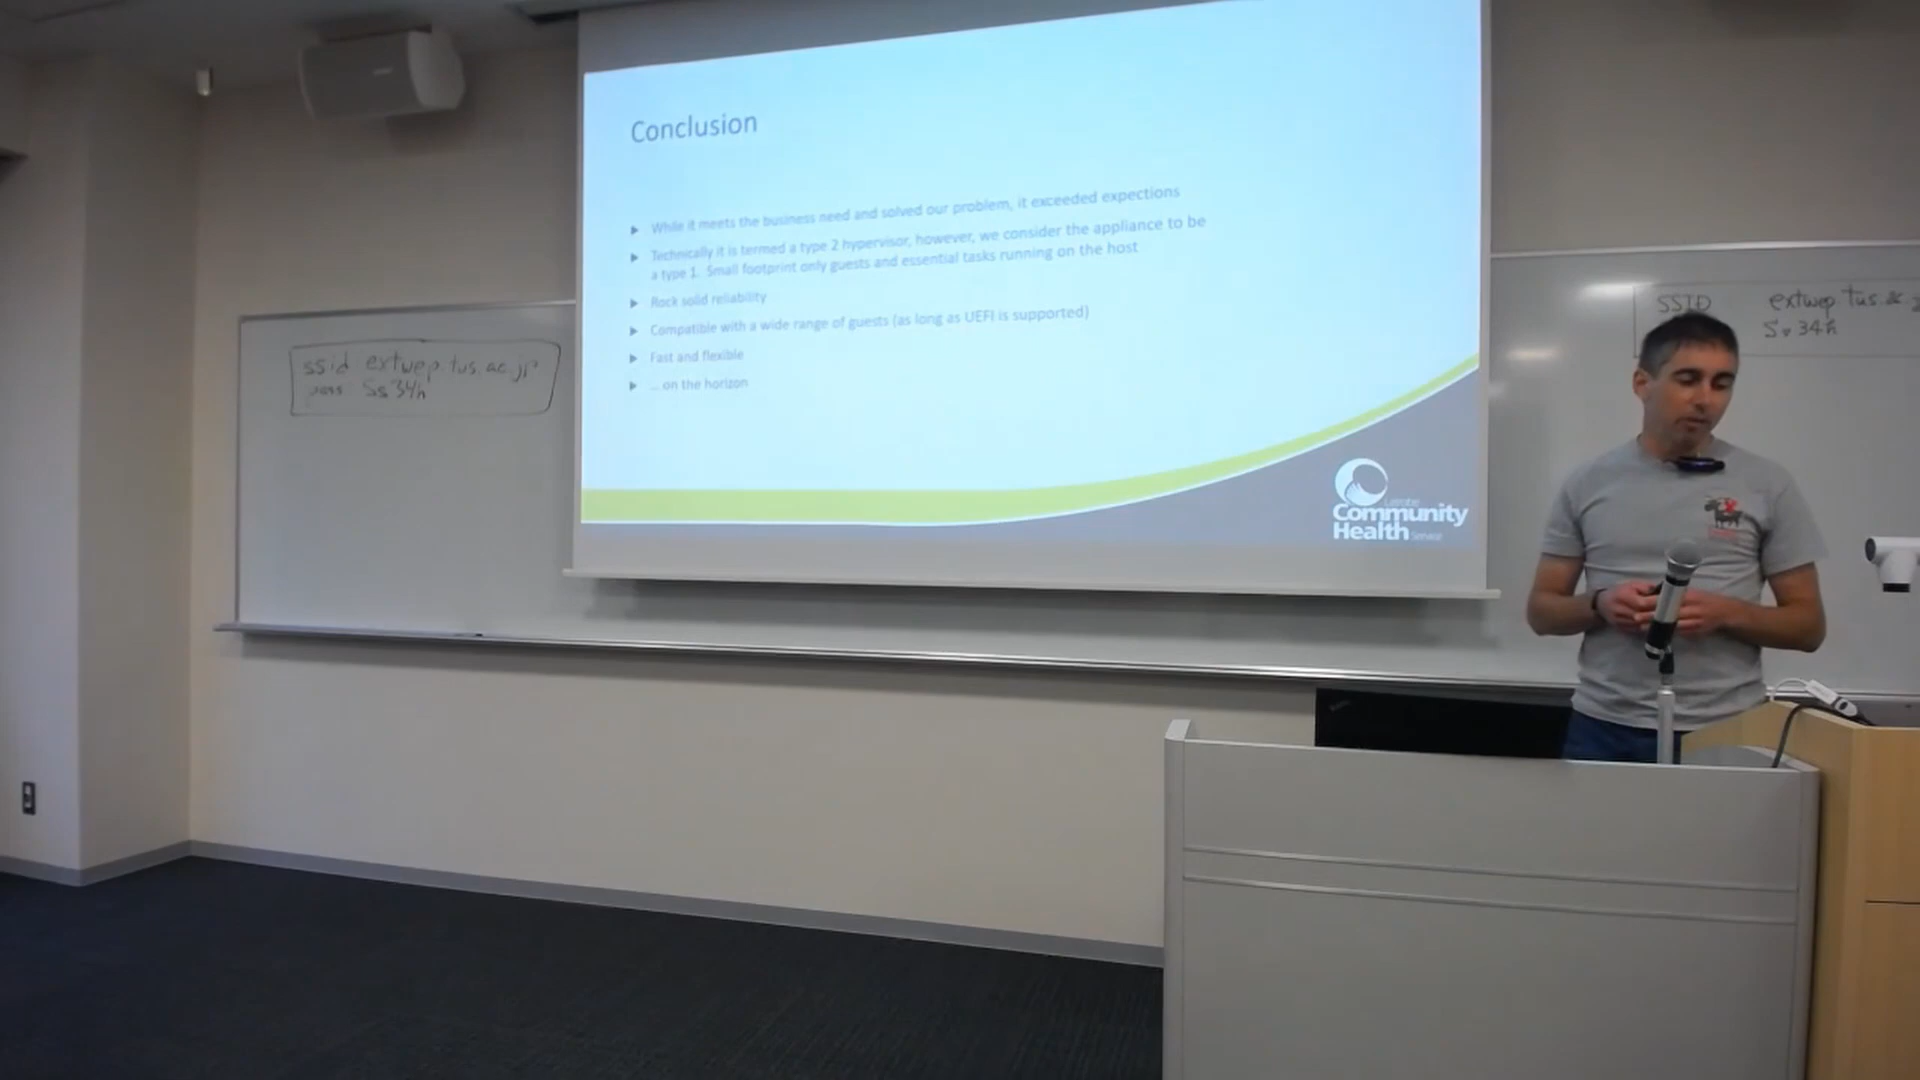 Conclusion
While it meets the business need and solved our problem, it exceeded expections
Technically it is termed a type 2 hypervisor, however, we consider the appliance to be
a type 1. Small footprint only guests and essential tasks running on the host
Rock solid reliability
Compatible with a wide range of guests (as long as UEFI is supported)
Fast and flexible
... on the horizon
Latrobe
Community
Health Service
ssid extwep.tus.ac.jp
pass Ss34h
SSID extwep.tus.ac.